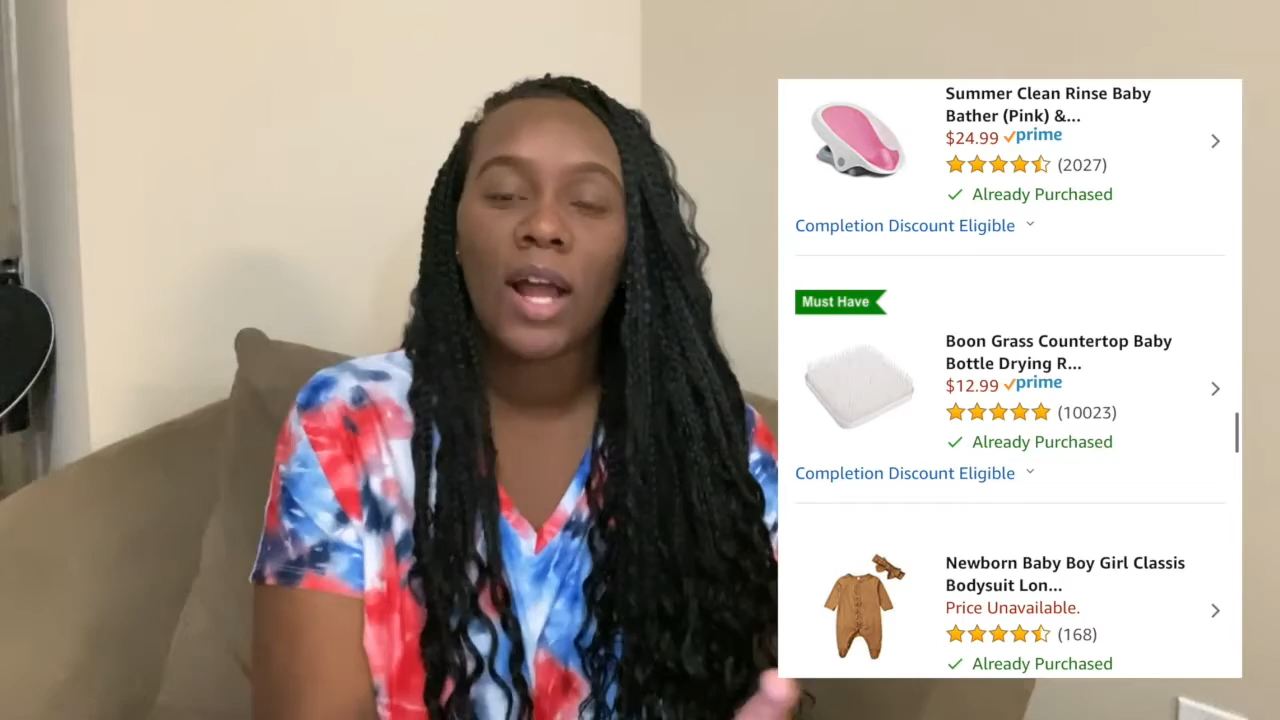 Summer Clean Rinse Baby
Bather (Pink) &...
$24.99 prime
(2027)
Already Purchased
Completion Discount Eligible
Must Have
Boon Grass Countertop Baby
Bottle Drying R...
$12.99 prime
(10023)
Already Purchased
Completion Discount Eligible
Newborn Baby Boy Girl Classis
Bodysuit Lon...
Price Unavailable.
(168)
Already Purchased